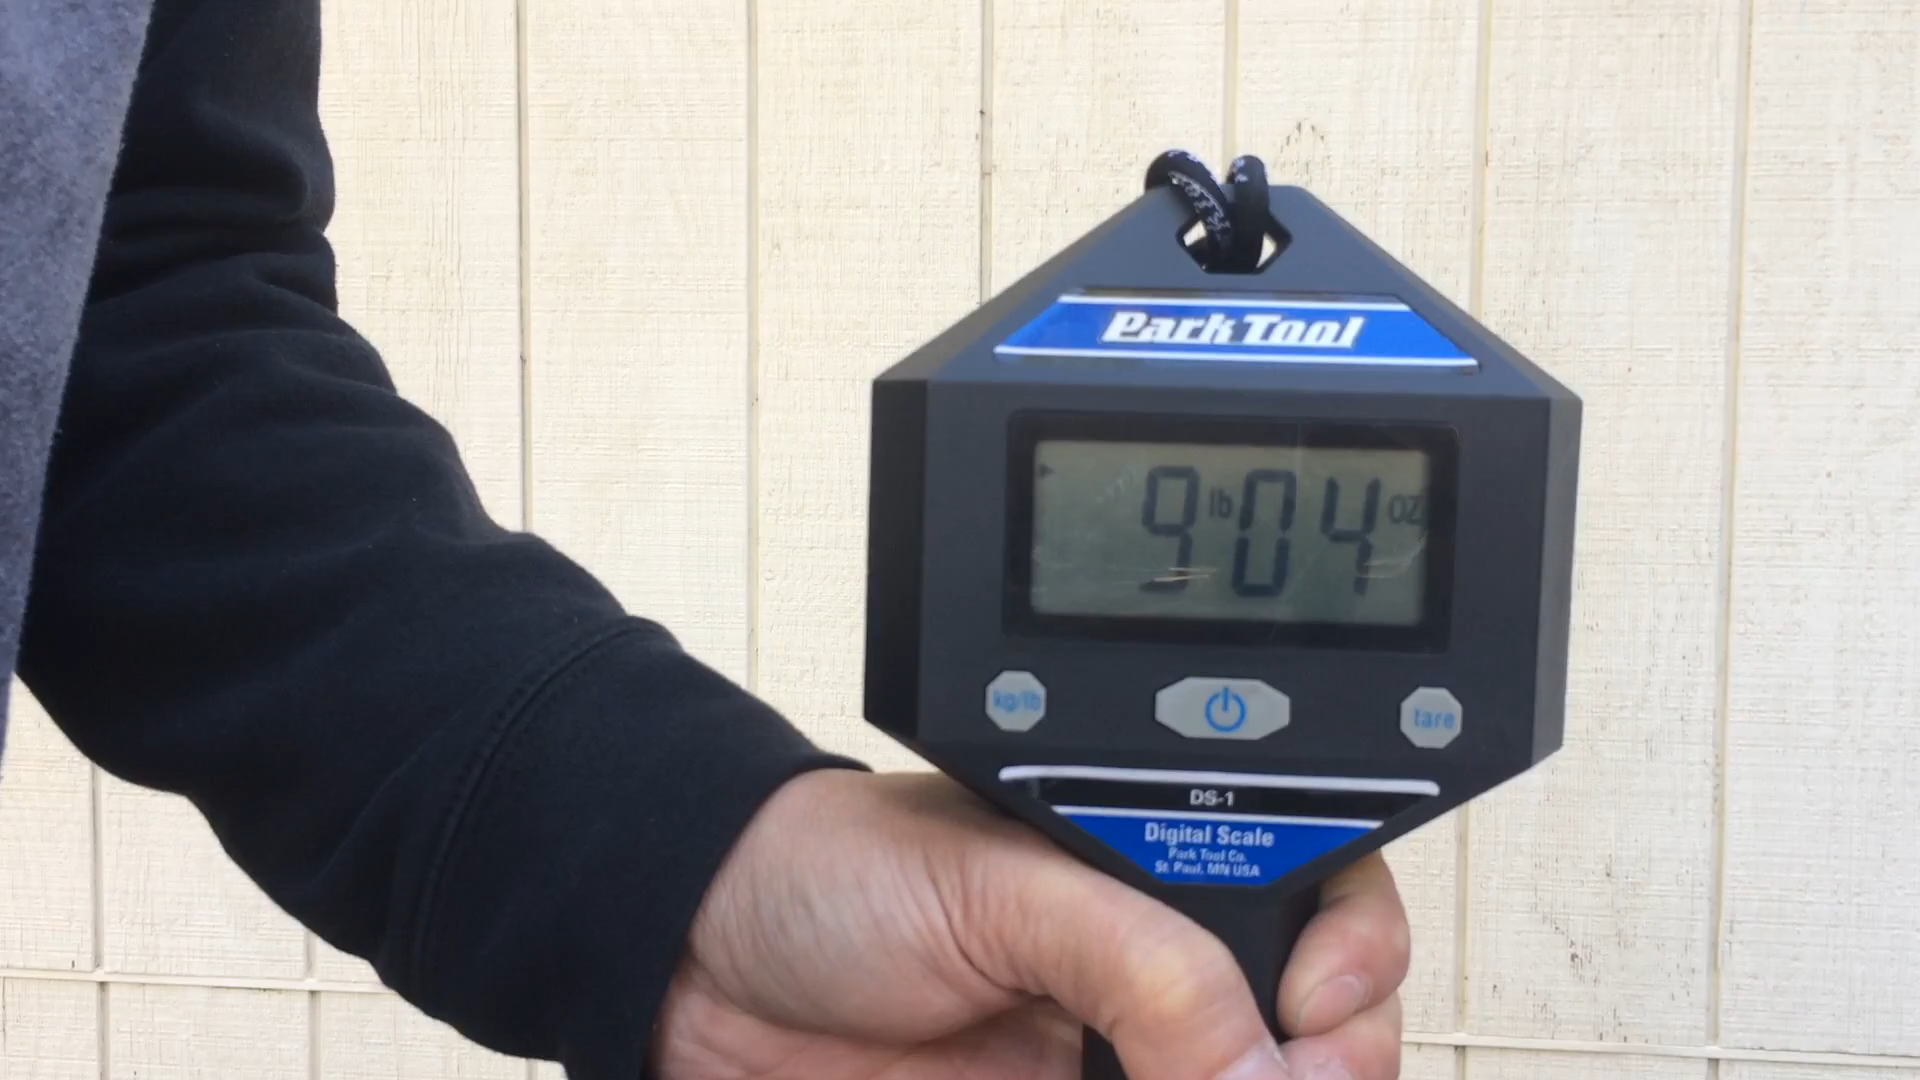 Park Tool
9 lb 04 oz
kg/lb
tare
DS-1
Digital Scale
Park Tool Co.
St. Paul, MN USA